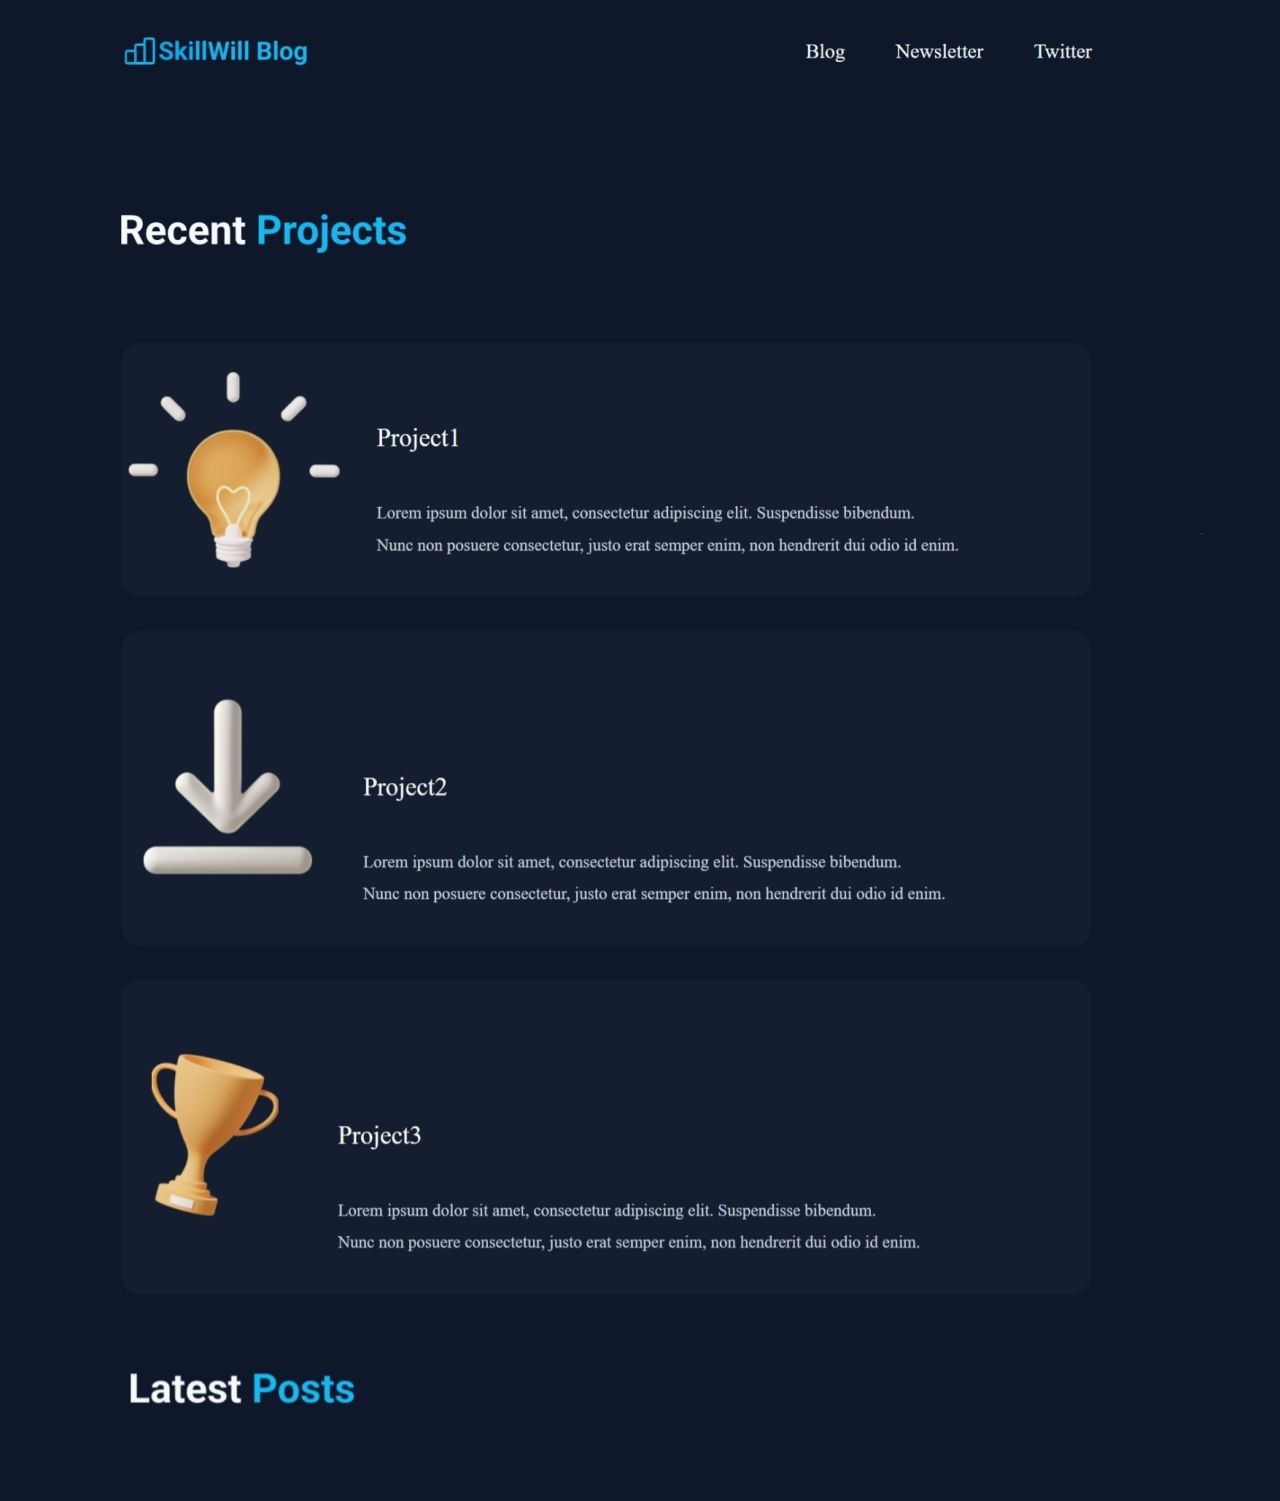 SkillWill Blog
Blog Newsletter Twitter
Recent Projects
Project1
Lorem ipsum dolor sit amet, consectetur adipiscing elit. Suspendisse bibendum.
Nunc non posuere consectetur, justo erat semper enim, non hendrerit dui odio id enim.
Project2
Lorem ipsum dolor sit amet, consectetur adipiscing elit. Suspendisse bibendum.
Nunc non posuere consectetur, justo erat semper enim, non hendrerit dui odio id enim.
Project3
Lorem ipsum dolor sit amet, consectetur adipiscing elit. Suspendisse bibendum.
Nunc non posuere consectetur, justo erat semper enim, non hendrerit dui odio id enim.
Latest Posts